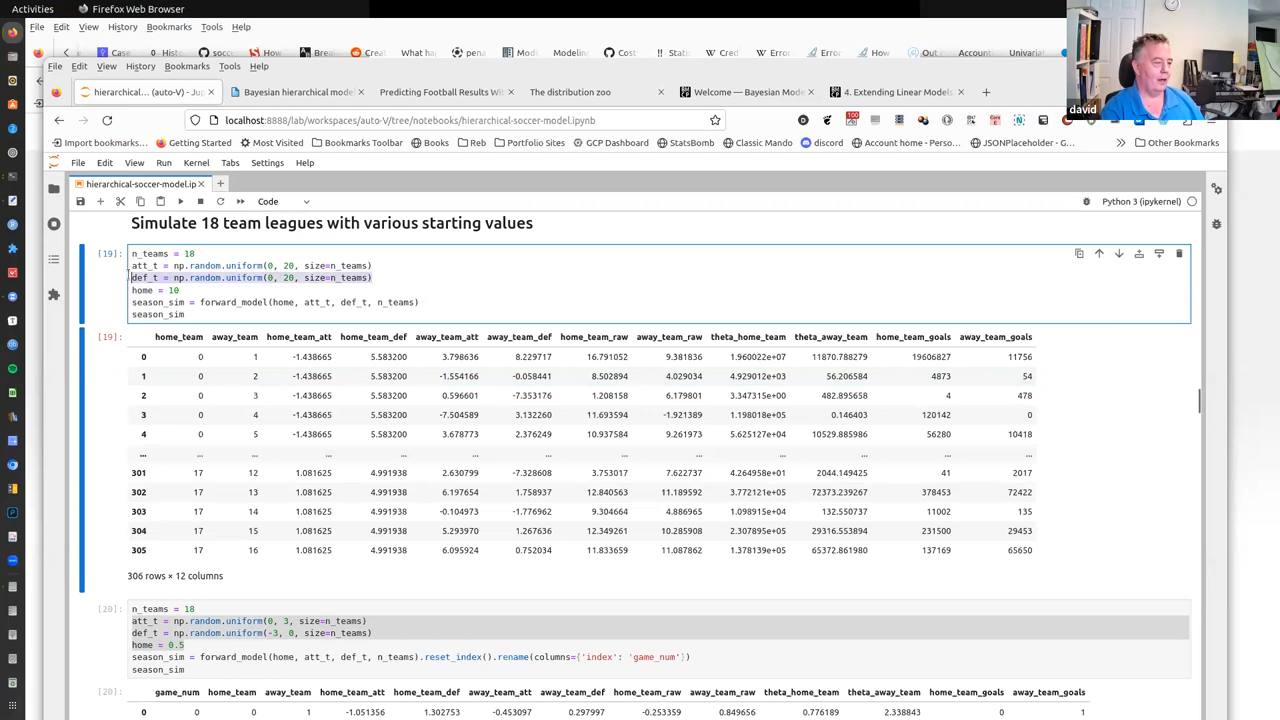 Activities Firefox Web Browser
File Edit View History Bookmarks Tools Help
File Edit View History Bookmarks Tools Help
hierarchical... (auto-V) - Jup Bayesian hierarchical model Predicting Football Results Wit The distribution zoo Welcome — Bayesian Mode 4. Extending Linear Models
localhost:8888/lab/workspaces/auto-V/tree/notebooks/hierarchical-soccer-model.ipynb
Import bookmarks... Getting Started Most Visited Bookmarks Toolbar Books Reb Portfolio Sites GCP Dashboard StatsBomb Classic Mando discord Account home - Perso... JSONPlaceholder - Gu... Other Bookmarks
david
File Edit View Run Kernel Tabs Settings Help
hierarchical-soccer-model.ip
Code Python 3 (ipykernel)
Simulate 18 team leagues with various starting values
[19]: n_teams = 18
att_t = np.random.uniform(0, 20, size=n_teams)
def_t = np.random.uniform(0, 20, size=n_teams)
home = 10
season_sim = forward_model(home, att_t, def_t, n_teams)
season_sim
[19]: home_team away_team home_team_att home_team_def away_team_att away_team_def home_team_raw away_team_raw theta_home_team theta_away_team home_team_goals away_team_goals
0 0 1 -1.438665 5.583200 3.798636 8.229717 16.791052 9.381836 1.960022e+07 11870.788279 19606827 11756
1 0 2 -1.438665 5.583200 -1.554166 -0.058441 8.502894 4.029034 4.929012e+03 56.206584 4873 54
2 0 3 -1.438665 5.583200 0.596601 -7.353176 1.208158 6.179801 3.347315e+00 482.895658 4 478
3 0 4 -1.438665 5.583200 -7.504589 3.132260 11.693594 -1.921389 1.198018e+05 0.146403 120142 0
4 0 5 -1.438665 5.583200 3.678773 2.376249 10.937584 9.261973 5.625127e+04 10529.885986 56280 10418
... ... ... ... ... ... ... ... ... ... ... ... ...
301 17 12 1.081625 4.991938 2.630799 -7.328608 3.753017 7.622737 4.264958e+01 2044.149425 41 2017
302 17 13 1.081625 4.991938 6.197654 1.758937 12.840563 11.189592 3.772121e+05 72373.239267 378453 72422
303 17 14 1.081625 4.991938 -0.104973 -1.776962 9.304664 4.886965 1.098915e+04 132.550737 11002 135
304 17 15 1.081625 4.991938 5.293970 1.267636 12.349261 10.285908 2.307895e+05 29316.553894 231500 29453
305 17 16 1.081625 4.991938 6.095924 0.752034 11.833659 11.087862 1.378139e+05 65372.861980 137169 65650
306 rows × 12 columns
[20]: n_teams = 18
att_t = np.random.uniform(0, 3, size=n_teams)
def_t = np.random.uniform(-3, 0, size=n_teams)
home = 0.5
season_sim = forward_model(home, att_t, def_t, n_teams).reset_index().rename(columns={'index': 'game_num'})
season_sim
[20]: game_num home_team away_team home_team_att home_team_def away_team_att away_team_def home_team_raw away_team_raw theta_home_team theta_away_team home_team_goals away_team_goals
0 0 0 1 -1.051356 1.302753 -0.453097 0.297997 -0.253359 0.849656 0.776189 2.338843 0 1